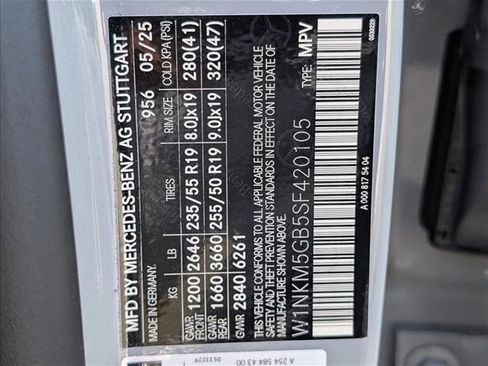 MFD BY MERCEDES-BENZ AG STUTTGART
MADE IN GERMANY 956 05/25
KG LB TIRES RIM SIZE COLD KPA (PSI)
GAWR FRONT 1200 2646 235/55 R19 8.0Jx19 280(41)
GAWR REAR 1660 3660 255/50 R19 9.0Jx19 320(47)
GVWR 2840 6261
THIS VEHICLE CONFORMS TO ALL APPLICABLE FEDERAL MOTOR VEHICLE
SAFETY AND THEFT PREVENTION STANDARDS IN EFFECT ON THE DATE OF
MANUFACTURE SHOWN ABOVE.
W1NKM5GB5SF420105 TYPE: MPV
A 000 817 54 04
0533229
A 254 584 43 00
0533229